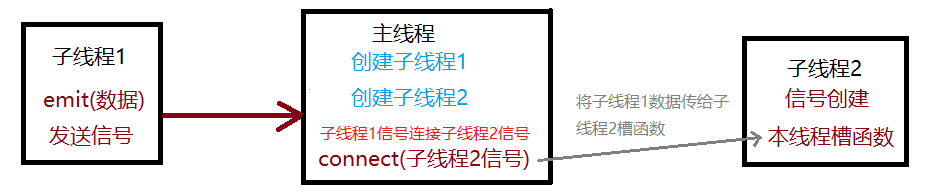 子线程1
emit(数据)
发送信号
主线程
创建子线程1
创建子线程2
子线程1信号连接子线程2信号
connect(子线程2信号)
将子线程1数据传给子
线程2槽函数
子线程2
信号创建
本线程槽函数